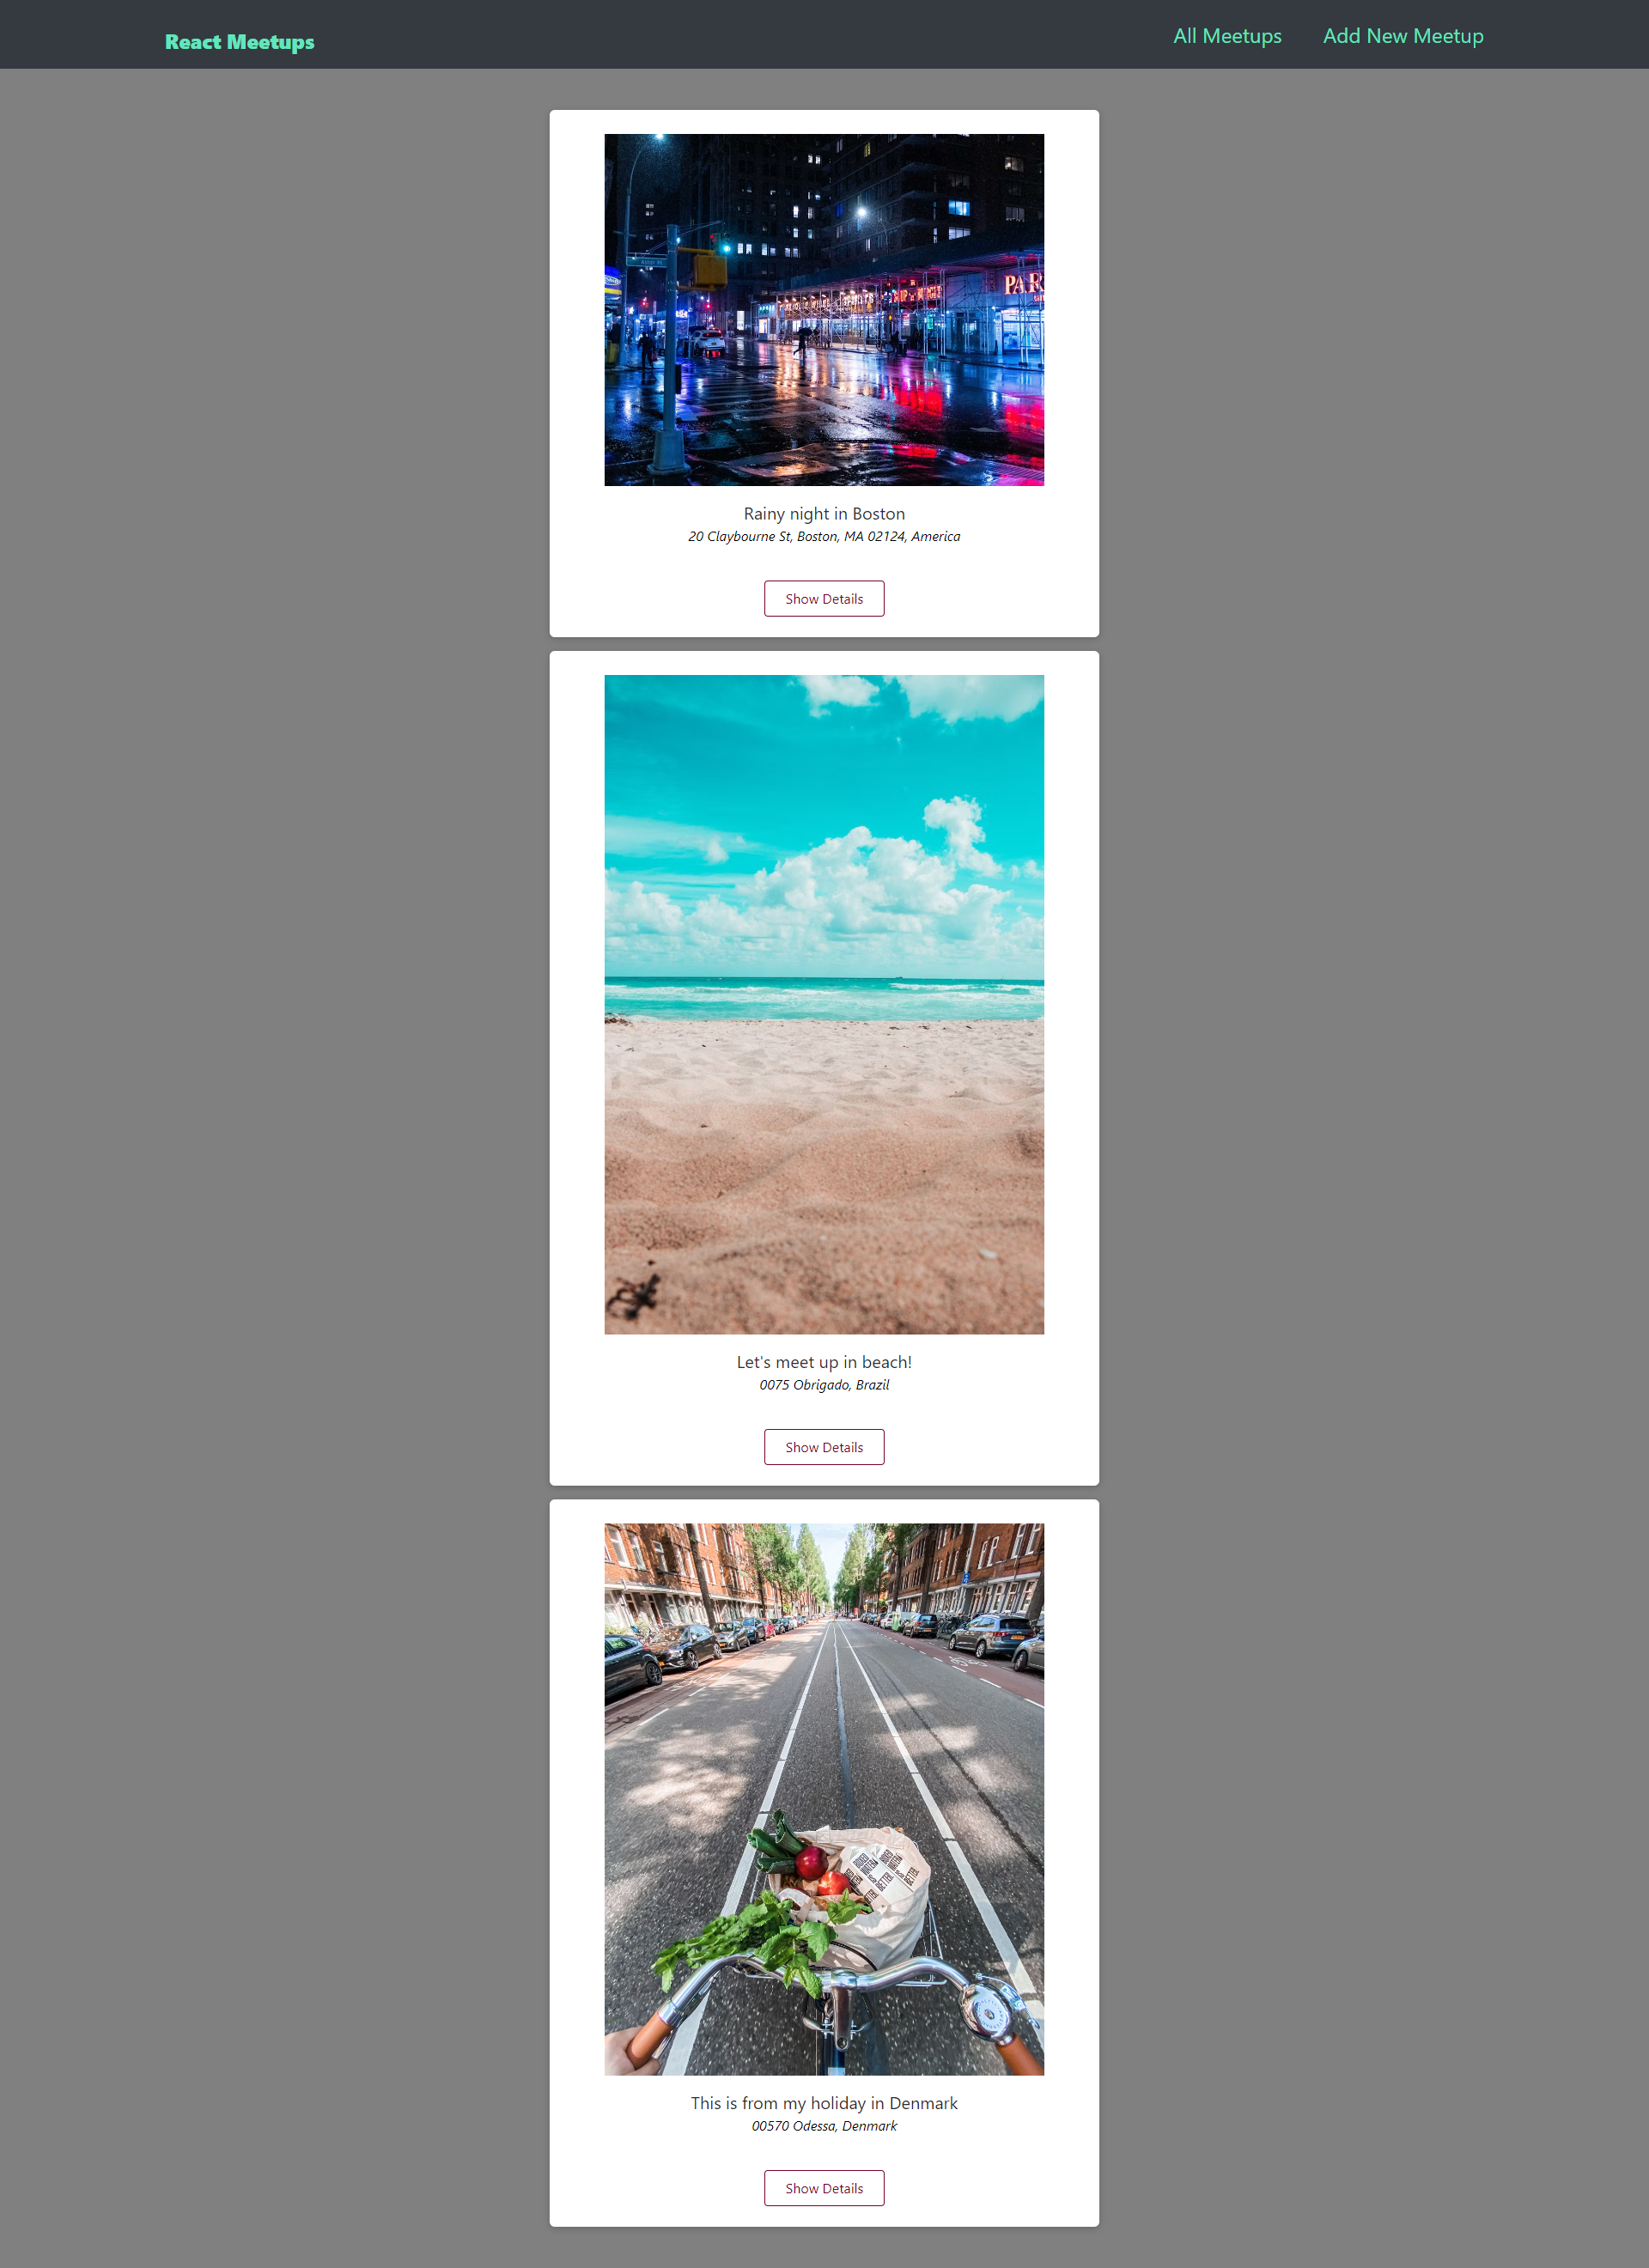 React Meetups
All Meetups
Add New Meetup
PAR
Rainy night in Boston
20 Claybourne St, Boston, MA 02124, America
Show Details
Let's meet up in beach!
0075 Obrigado, Brazil
Show Details
BETTER
This is from my holiday in Denmark
00570 Odessa, Denmark
Show Details